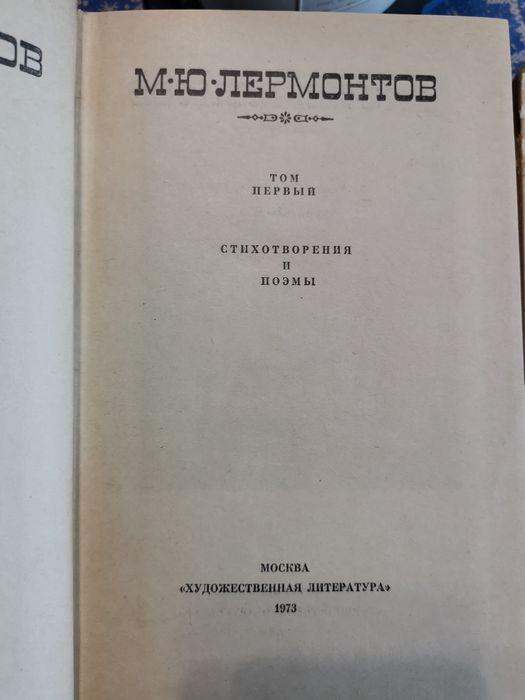 ОВ
М·Ю·ЛЕРМОНТОВ
ТОМ
ПЕРВЫЙ
СТИХОТВОРЕНИЯ
И
ПОЭМЫ
МОСКВА
«ХУДОЖЕСТВЕННАЯ ЛИТЕРАТУРА»
1973